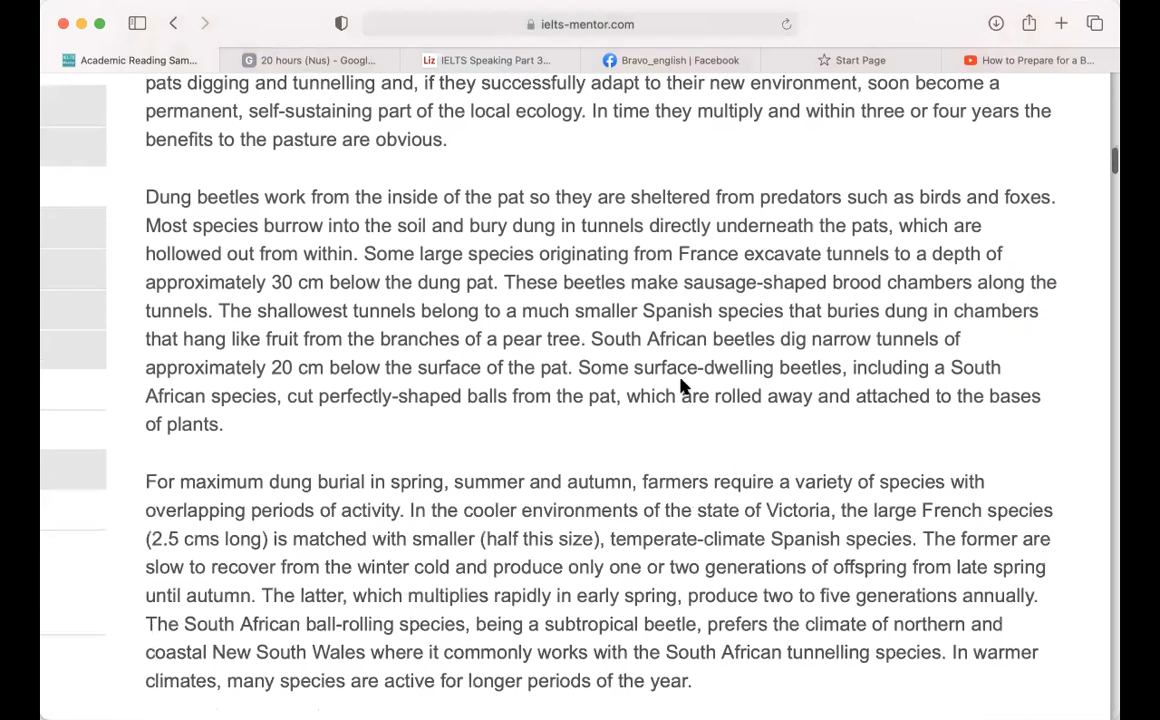 ielts-mentor.com
Academic Reading Sam...
20 hours (Nus) - Googl...
Liz IELTS Speaking Part 3...
Bravo_english | Facebook
Start Page
How to Prepare for a B...
pats digging and tunnelling and, if they successfully adapt to their new environment, soon become a
permanent, self-sustaining part of the local ecology. In time they multiply and within three or four years the
benefits to the pasture are obvious.
Dung beetles work from the inside of the pat so they are sheltered from predators such as birds and foxes.
Most species burrow into the soil and bury dung in tunnels directly underneath the pats, which are
hollowed out from within. Some large species originating from France excavate tunnels to a depth of
approximately 30 cm below the dung pat. These beetles make sausage-shaped brood chambers along the
tunnels. The shallowest tunnels belong to a much smaller Spanish species that buries dung in chambers
that hang like fruit from the branches of a pear tree. South African beetles dig narrow tunnels of
approximately 20 cm below the surface of the pat. Some surface-dwelling beetles, including a South
African species, cut perfectly-shaped balls from the pat, which are rolled away and attached to the bases
of plants.
For maximum dung burial in spring, summer and autumn, farmers require a variety of species with
overlapping periods of activity. In the cooler environments of the state of Victoria, the large French species
(2.5 cms long) is matched with smaller (half this size), temperate-climate Spanish species. The former are
slow to recover from the winter cold and produce only one or two generations of offspring from late spring
until autumn. The latter, which multiplies rapidly in early spring, produce two to five generations annually.
The South African ball-rolling species, being a subtropical beetle, prefers the climate of northern and
coastal New South Wales where it commonly works with the South African tunnelling species. In warmer
climates, many species are active for longer periods of the year.